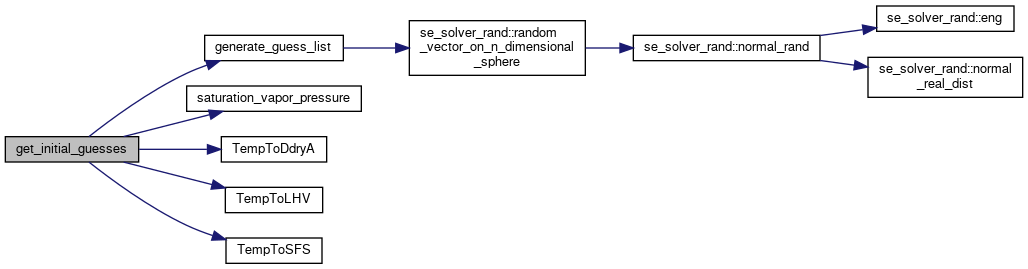 get_initial_guesses
generate_guess_list
saturation_vapor_pressure
TempToDdryA
TempToLHV
TempToSFS
se_solver_rand::random
_vector_on_n_dimensional
_sphere
se_solver_rand::normal_rand
se_solver_rand::eng
se_solver_rand::normal
_real_dist